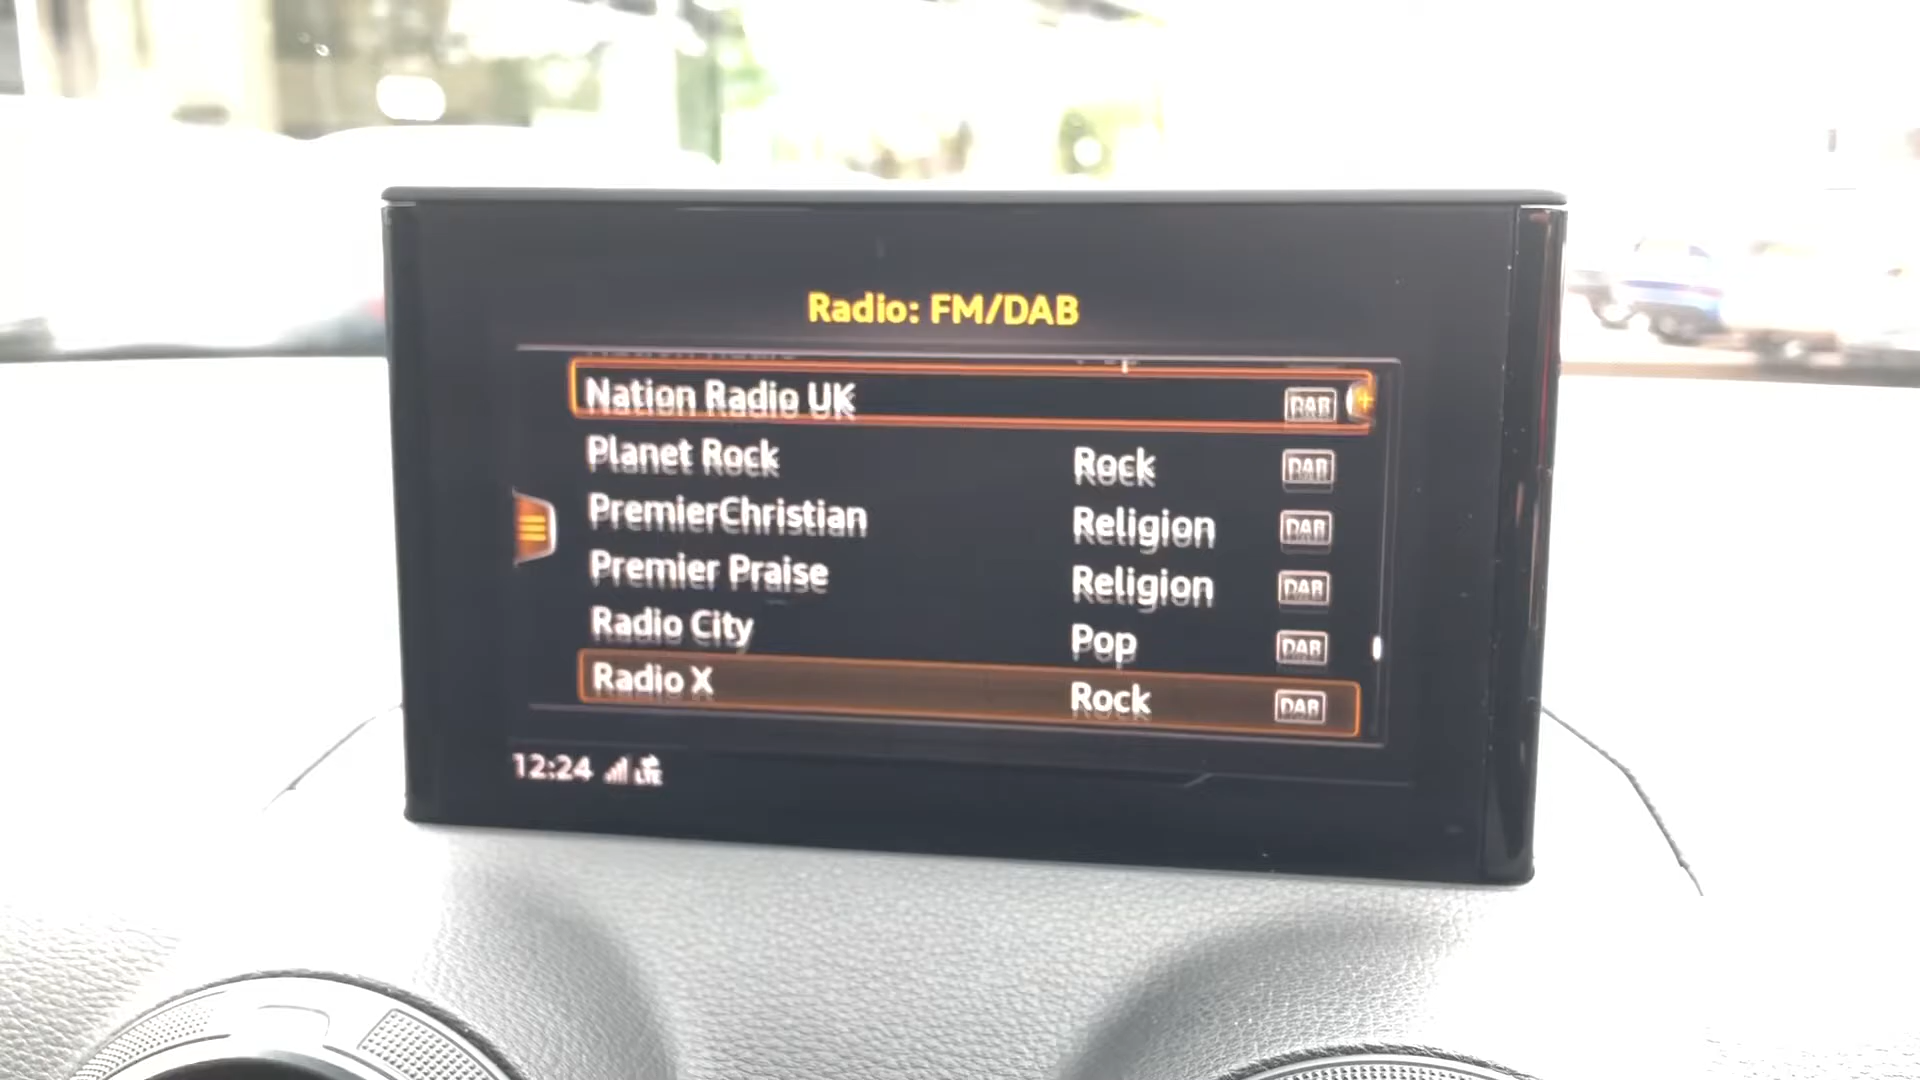 Radio: FM/DAB
Nation Radio UK DAB
Planet Rock Rock DAB
PremierChristian Religion DAB
Premier Praise Religion DAB
Radio City Pop DAB
Radio X Rock DAB
12:24 LTE